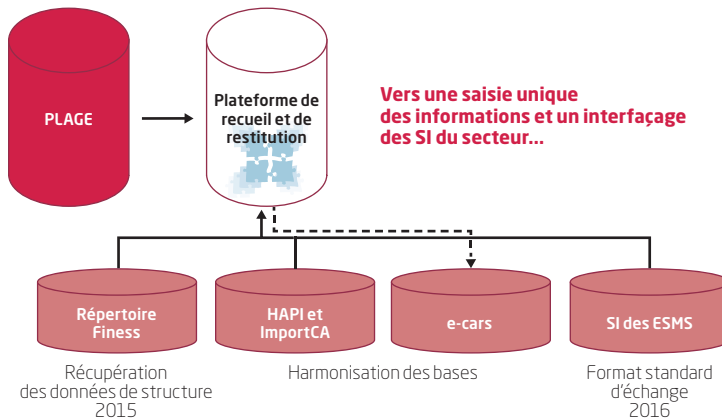 PLAGE
Plateforme de
recueil et de
restitution
Vers une saisie unique
des informations et un interfaçage
des SI du secteur...
Répertoire
Finess
HAPI et
ImportCA
e-cars
SI des ESMS
Récupération
des données de structure
2015
Harmonisation des bases
Format standard
d'échange
2016